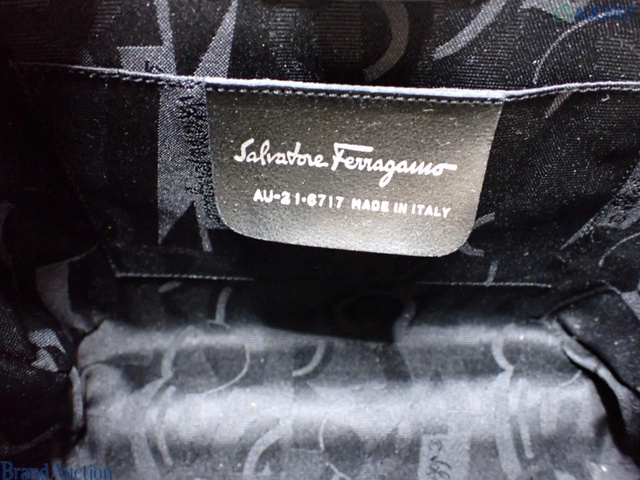 Salvatore Ferragamo
AU-21·6717 MADE IN ITALY
Brand Auction